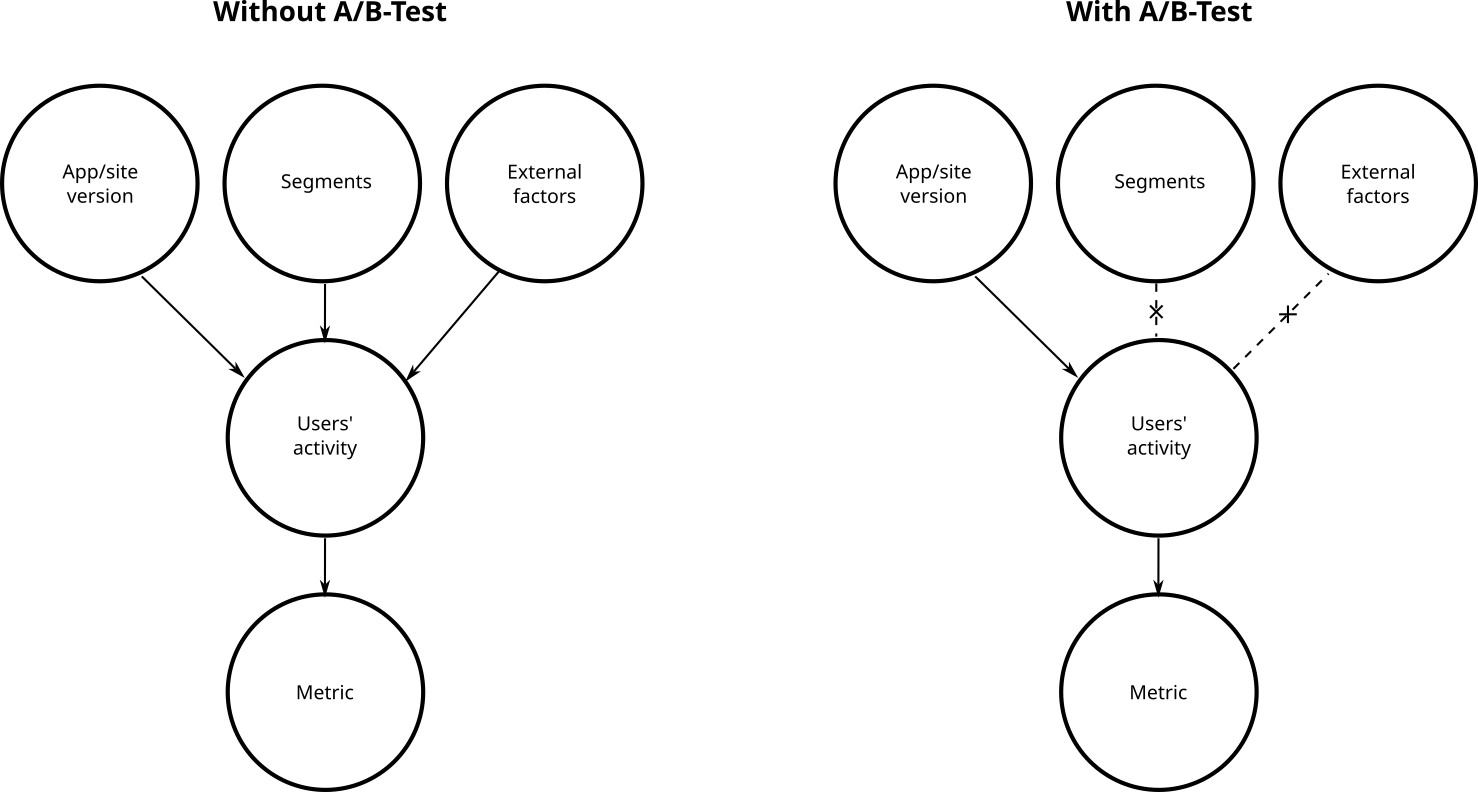 Without A/B-Test
App/site
version
Segments
External
factors
Users'
activity
Metric
With A/B-Test
App/site
version
Segments
External
factors
Users'
activity
Metric